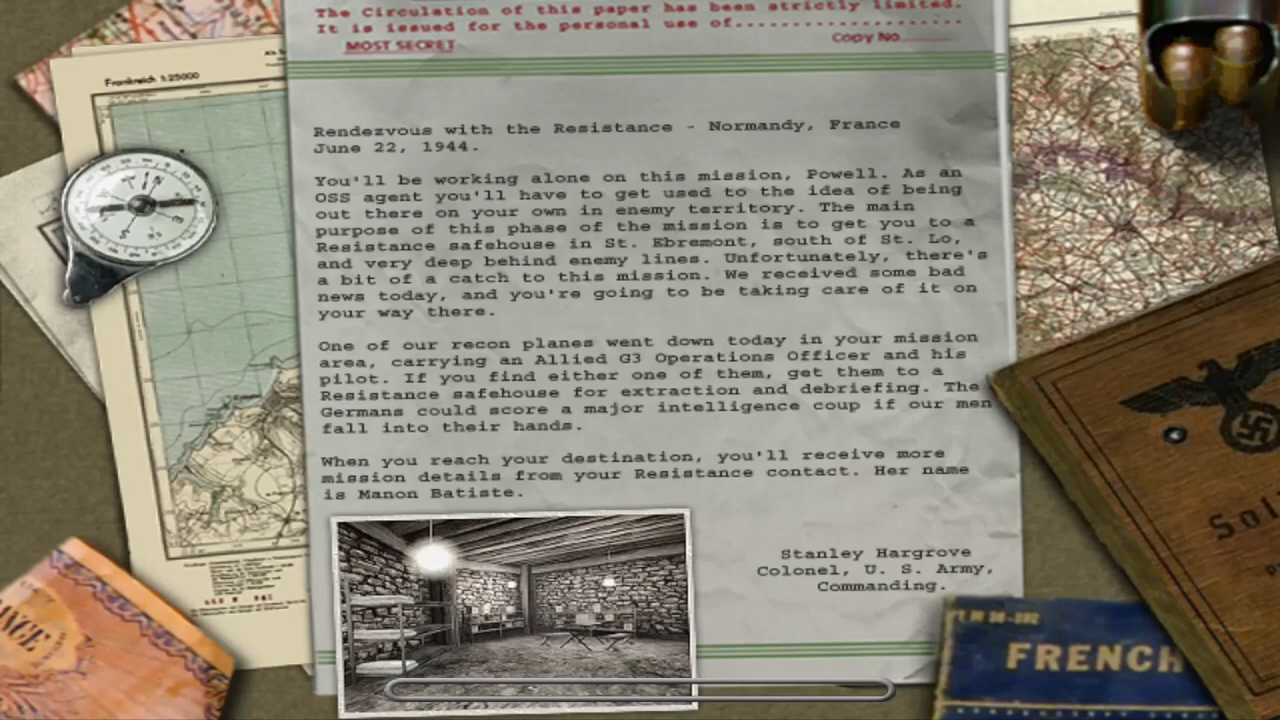 The Circulation of this paper has been strictly limited.
It is issued for the personal use of.....................
MOST SECRET
Copy No
Frankreich 1:25000
Rendezvous with the Resistance - Normandy, France
June 22, 1944.
You'll be working alone on this mission, Powell. As an
OSS agent you'll have to get used to the idea of being
out there on your own in enemy territory. The main
purpose of this phase of the mission is to get you to a
Resistance safehouse in St. Ebremont, south of St. Lo,
and very deep behind enemy lines. Unfortunately, there's
a bit of a catch to this mission. We received some bad
news today, and you're going to be taking care of it on
your way there.
One of our recon planes went down today in your mission
area, carrying an Allied G3 Operations Officer and his
pilot. If you find either one of them, get them to a
Resistance safehouse for extraction and debriefing. The
Germans could score a major intelligence coup if our men
fall into their hands.
When you reach your destination, you'll receive more
mission details from your Resistance contact. Her name
is Manon Batiste.
Stanley Hargrove
Colonel, U. S. Army,
Commanding.
FRENCH
Sol